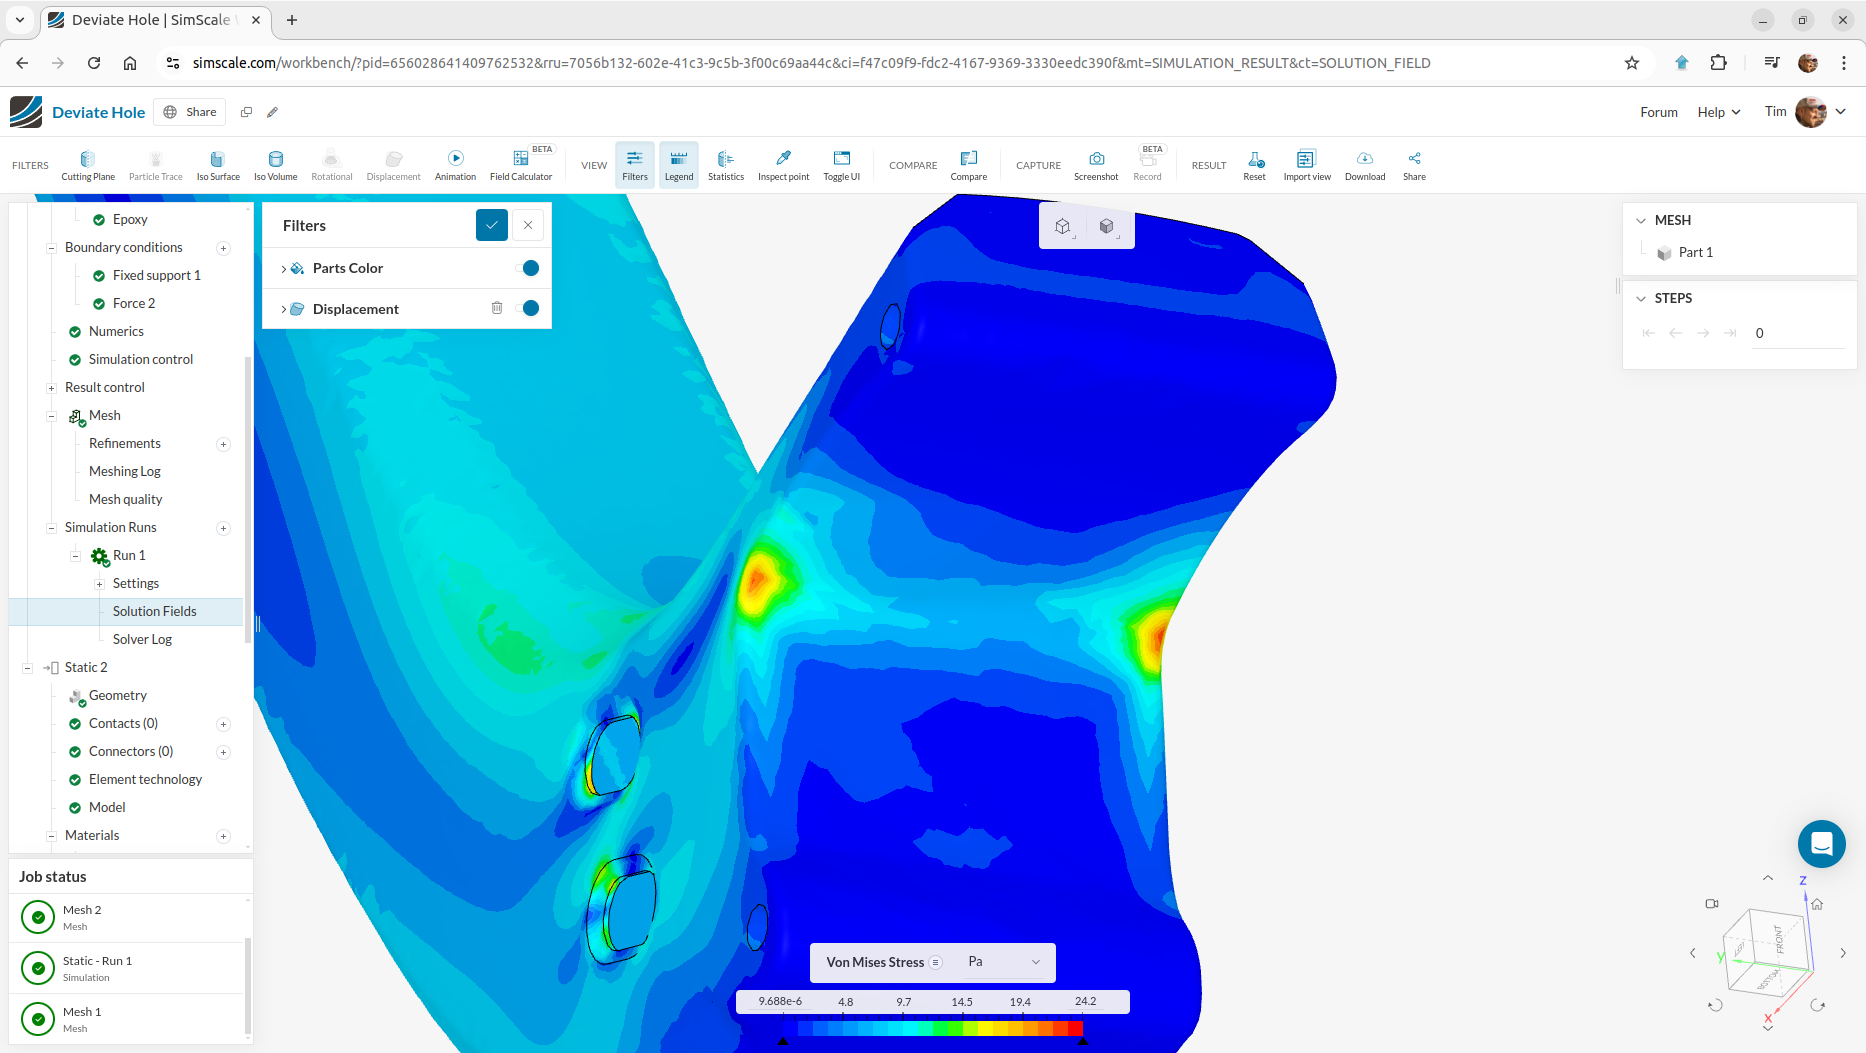 Deviate Hole | SimScale
simscale.com/workbench/?pid=656028641409762532&rru=7056b132-602e-41c3-9c5b-3f00c69aa44c&ci=f47c09f9-fdc2-4167-9369-3330eedc390f&mt=SIMULATION_RESULT&ct=SOLUTION_FIELD
Deviate Hole Share Forum Help Tim
FILTERS Cutting Plane Particle Trace Iso Surface Iso Volume Rotational Displacement Animation BETA Field Calculator VIEW Filters Legend Statistics Inspect point Toggle UI COMPARE Compare CAPTURE Screenshot BETA Record RESULT Reset Import view Download Share
Epoxy
Boundary conditions
Fixed support 1
Force 2
Numerics
Simulation control
Result control
Mesh
Refinements
Meshing Log
Mesh quality
Simulation Runs
Run 1
Settings
Solution Fields
Solver Log
Static 2
Geometry
Contacts (0)
Connectors (0)
Element technology
Model
Materials
Job status
Mesh 2
Mesh
Static - Run 1
Simulation
Mesh 1
Mesh
Filters
Parts Color
Displacement
MESH
Part 1
STEPS
0
Von Mises Stress Pa
9.688e-6 4.8 9.7 14.5 19.4 24.2
Z
FRONT
Y
BOTTOM
X